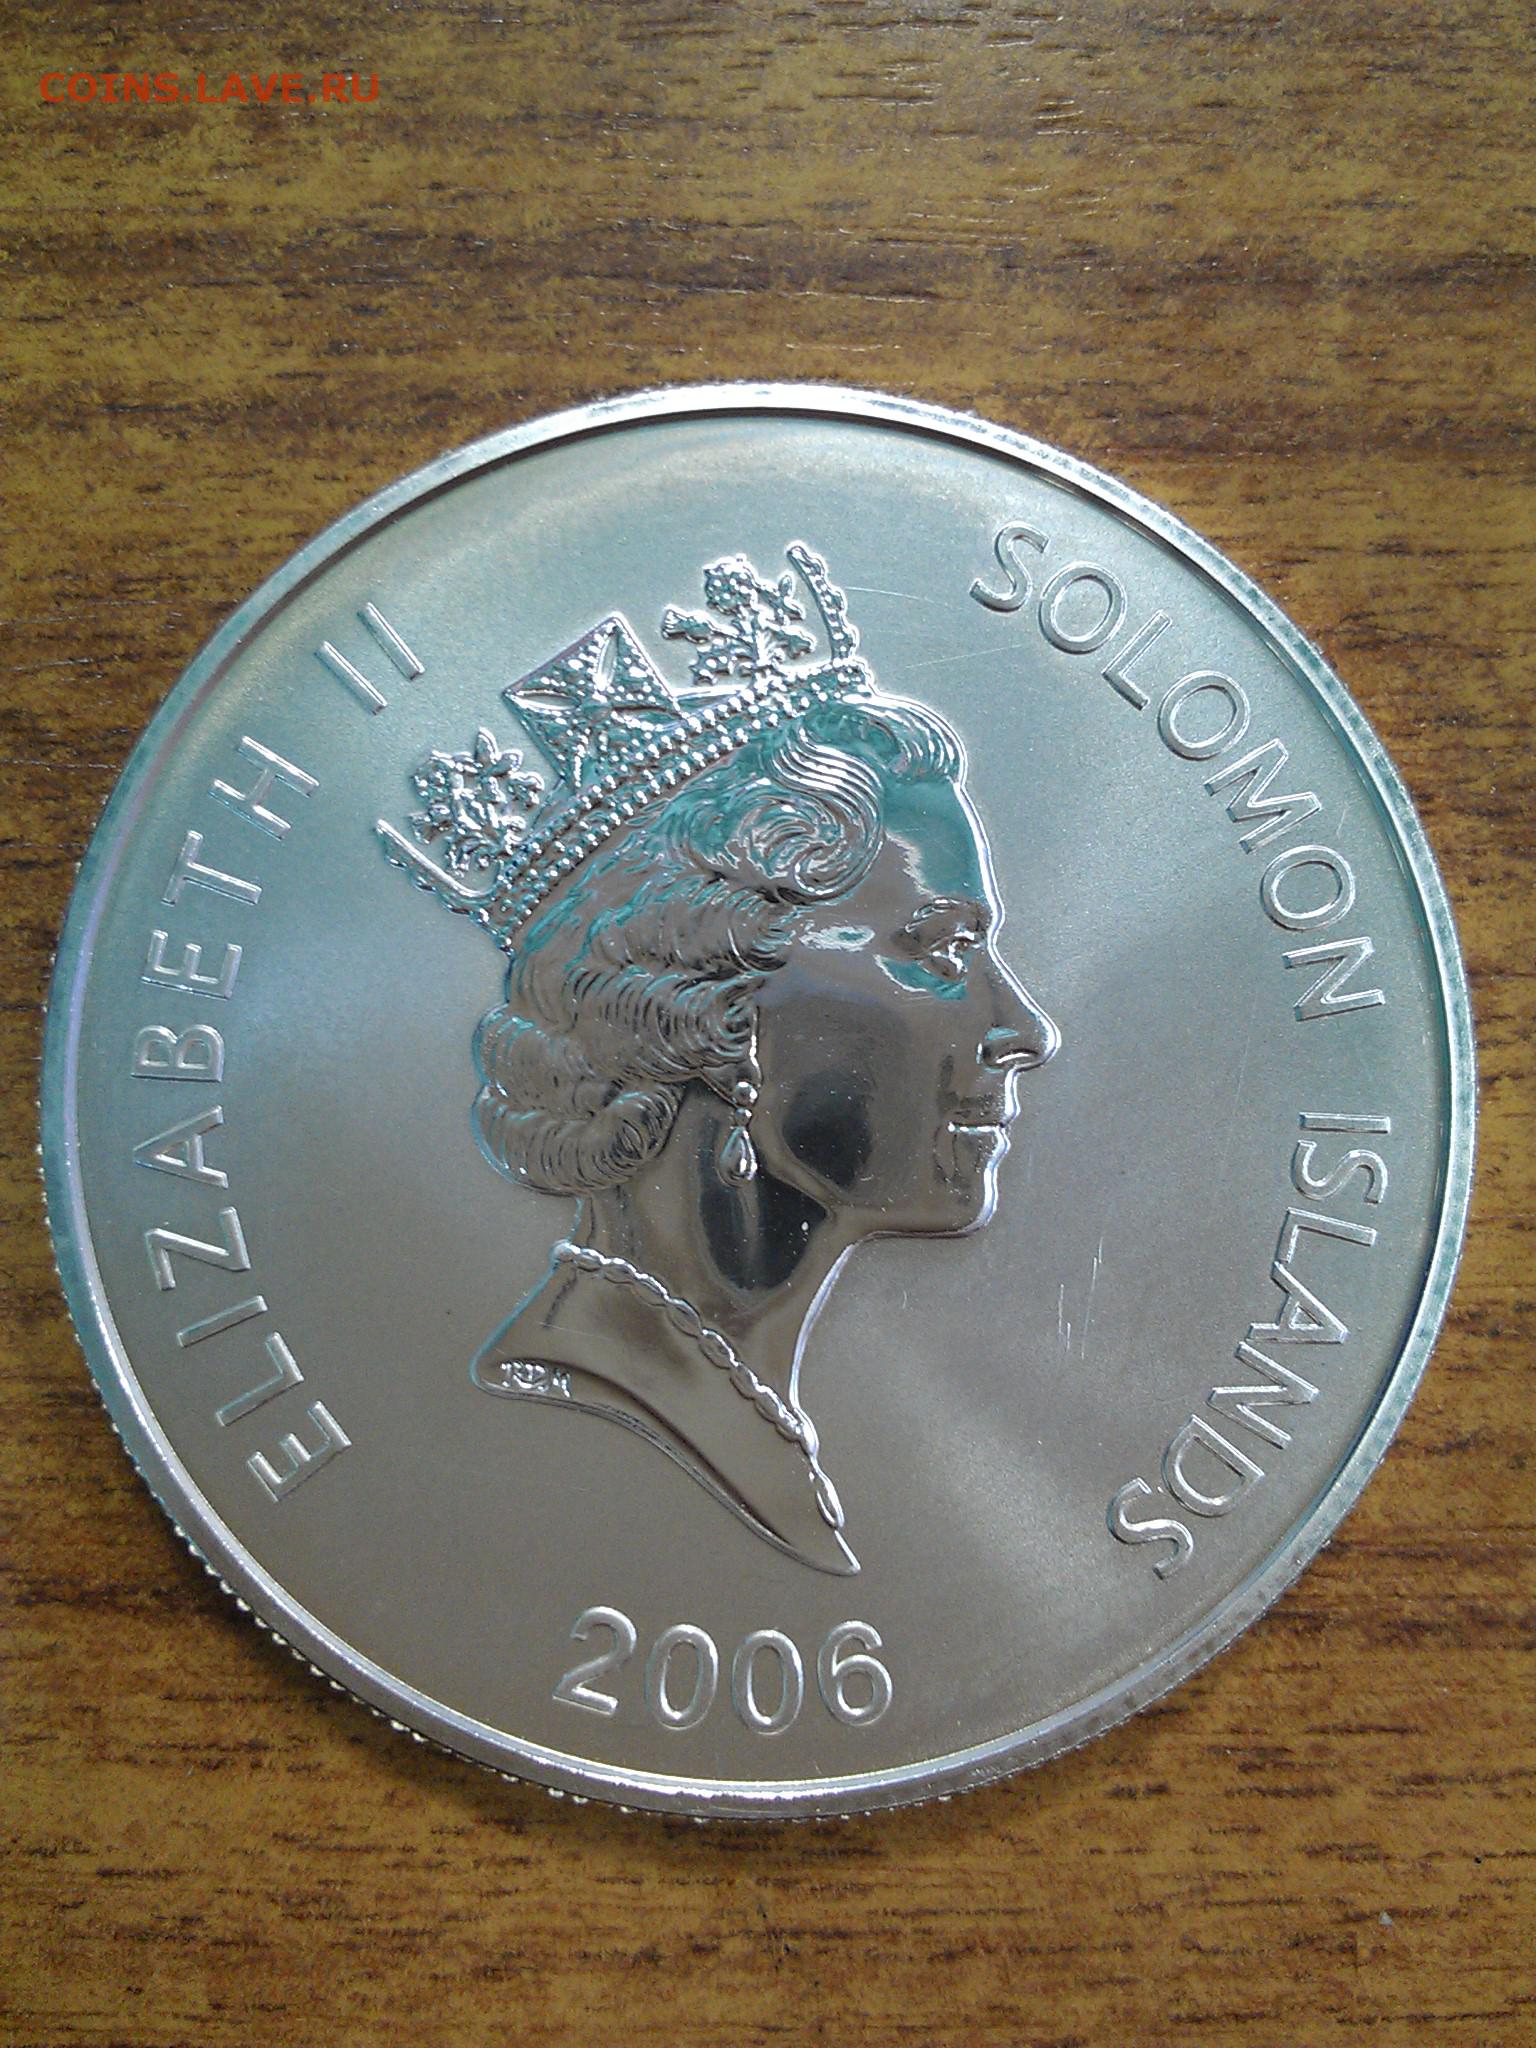 COINS.LAVE.RU
ELIZABETH II
SOLOMON ISLANDS
RDM
2006